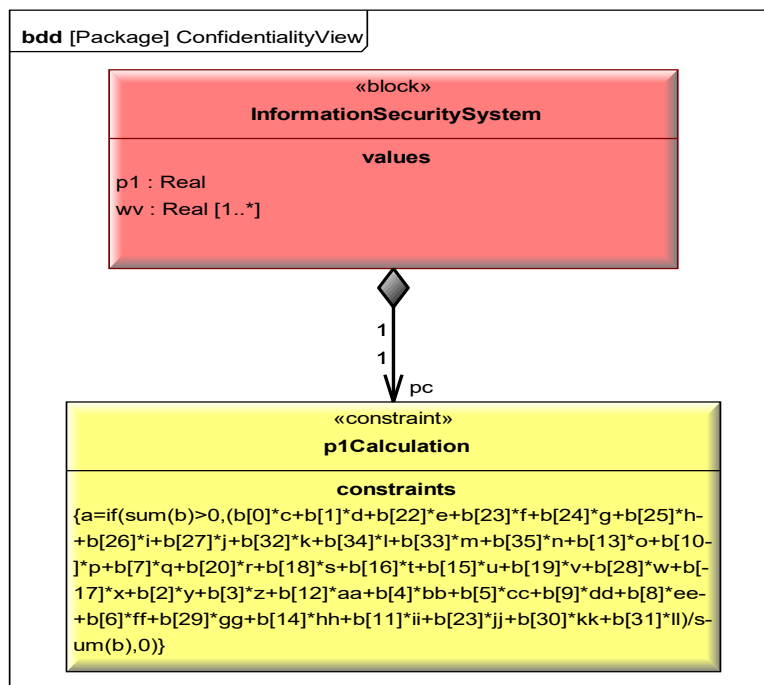 bdd [Package] ConfidentialityView
«block»
InformationSecuritySystem
values
p1 : Real
wv : Real [1..*]
1
1
pc
«constraint»
p1Calculation
constraints
{a=if(sum(b)>0,(b[0]*c+b[1]*d+b[22]*e+b[23]*f+b[24]*g+b[25]*h-
+b[26]*i+b[27]*j+b[32]*k+b[34]*l+b[33]*m+b[35]*n+b[13]*o+b[10-
]*p+b[7]*q+b[20]*r+b[18]*s+b[16]*t+b[15]*u+b[19]*v+b[28]*w+b[-
17]*x+b[2]*y+b[3]*z+b[12]*aa+b[4]*bb+b[5]*cc+b[9]*dd+b[8]*ee-
+b[6]*ff+b[29]*gg+b[14]*hh+b[11]*ii+b[23]*jj+b[30]*kk+b[31]*ll)/s-
um(b),0)}